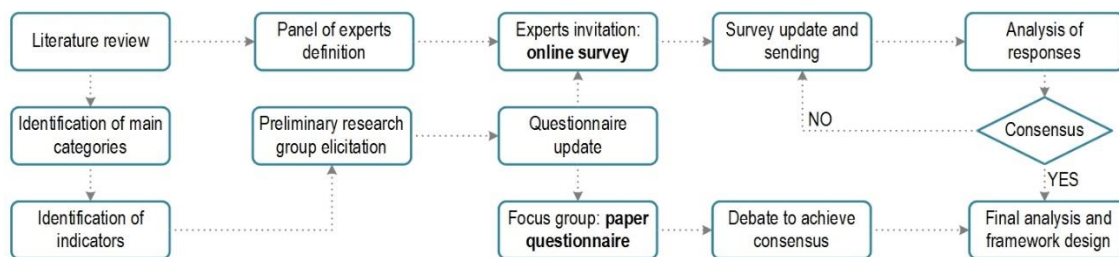 Literature review
Panel of experts
definition
Experts invitation:
online survey
Survey update and
sending
Analysis of
responses
Identification of main
categories
Preliminary research
group elicitation
Questionnaire
update
NO
Consensus
YES
Identification of
indicators
Focus group: paper
questionnaire
Debate to achieve
consensus
Final analysis and
framework design